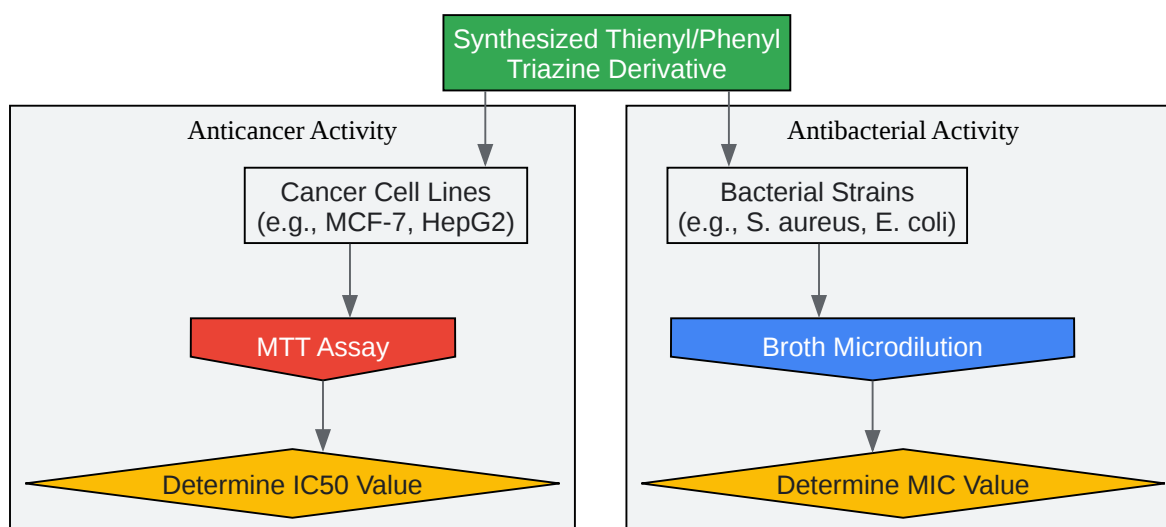 Synthesized Thienyl/Phenyl
Triazine Derivative
Anticancer Activity
Cancer Cell Lines
(e.g., MCF-7, HepG2)
MTT Assay
Determine IC50 Value
Antibacterial Activity
Bacterial Strains
(e.g., S. aureus, E. coli)
Broth Microdilution
Determine MIC Value